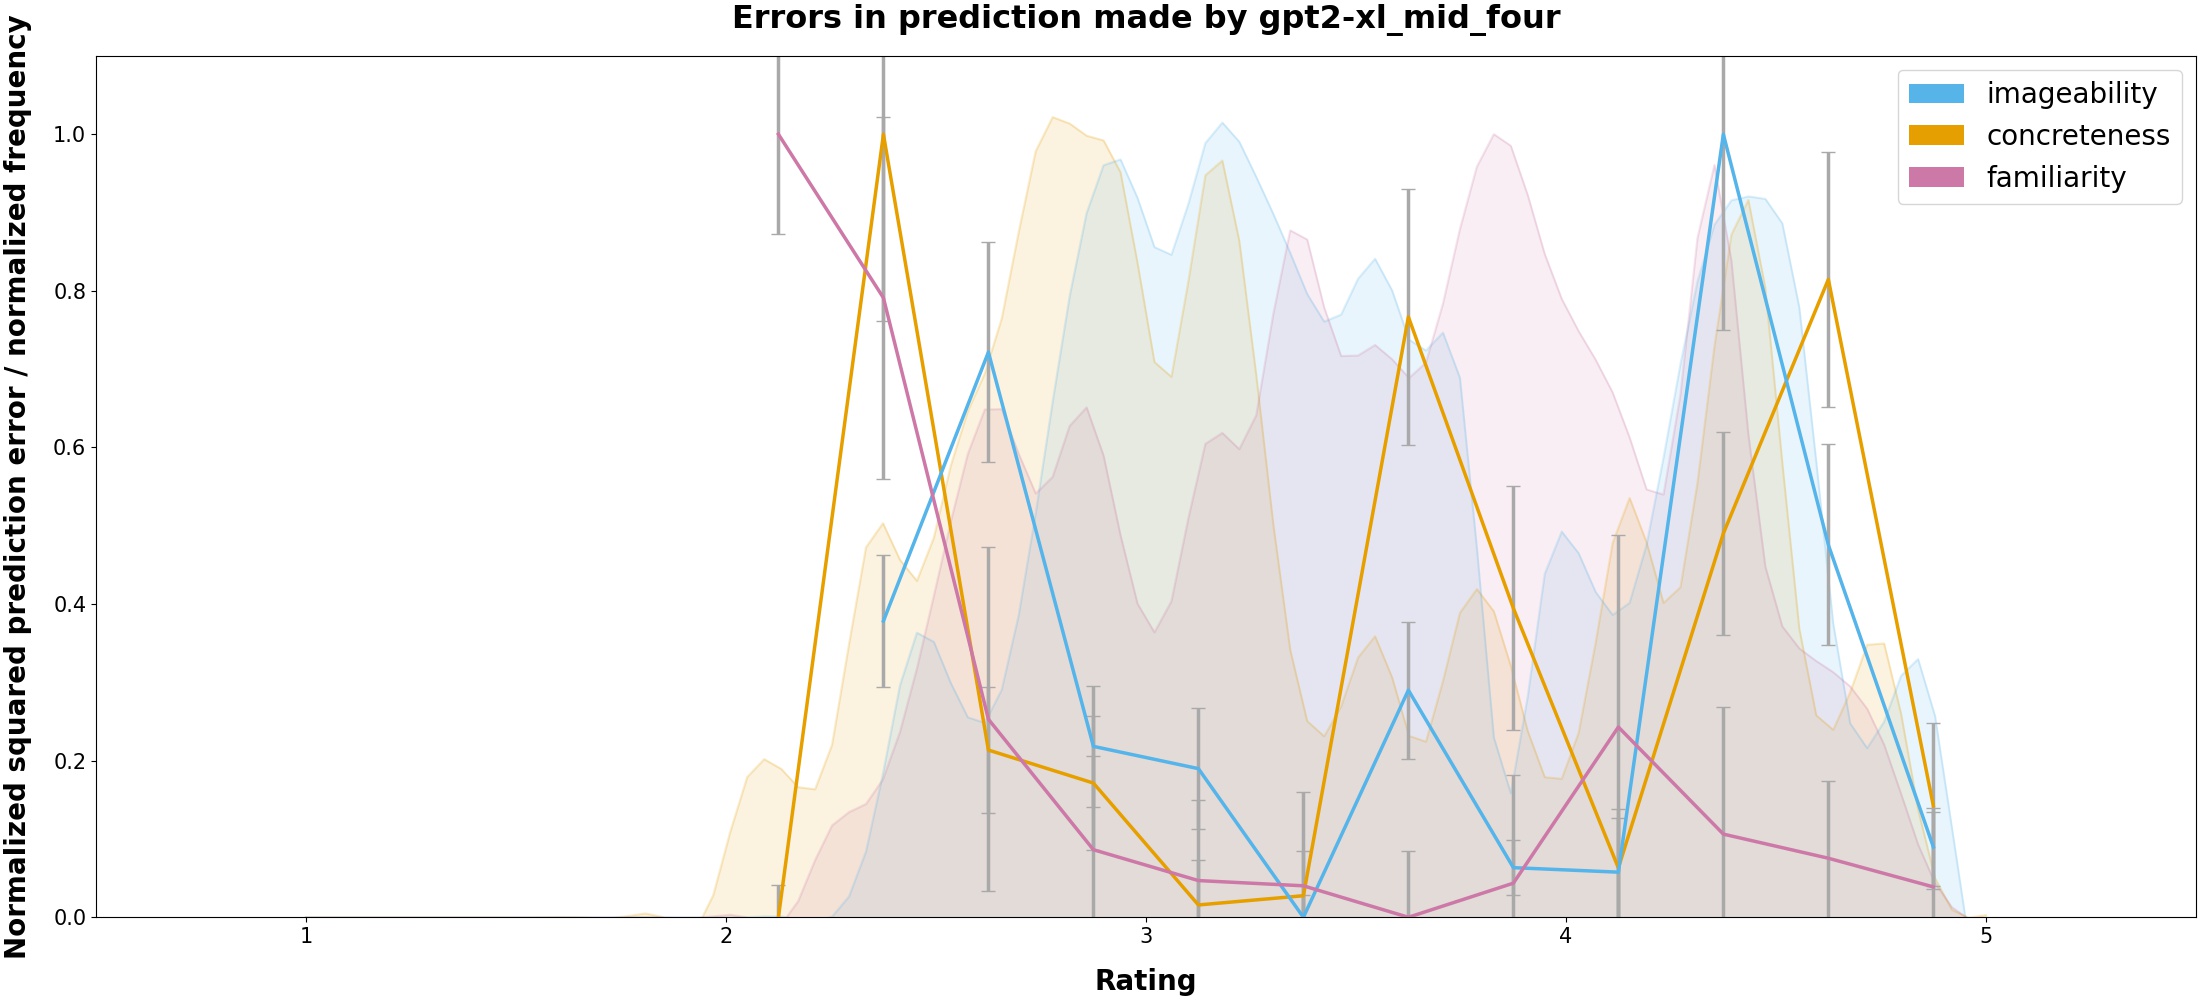 Errors in prediction made by gpt2-xl_mid_four
Normalized squared prediction error / normalized frequency
1.0
0.8
0.6
0.4
0.2
0.0
imageability
concreteness
familiarity
1 2 3 4 5
Rating